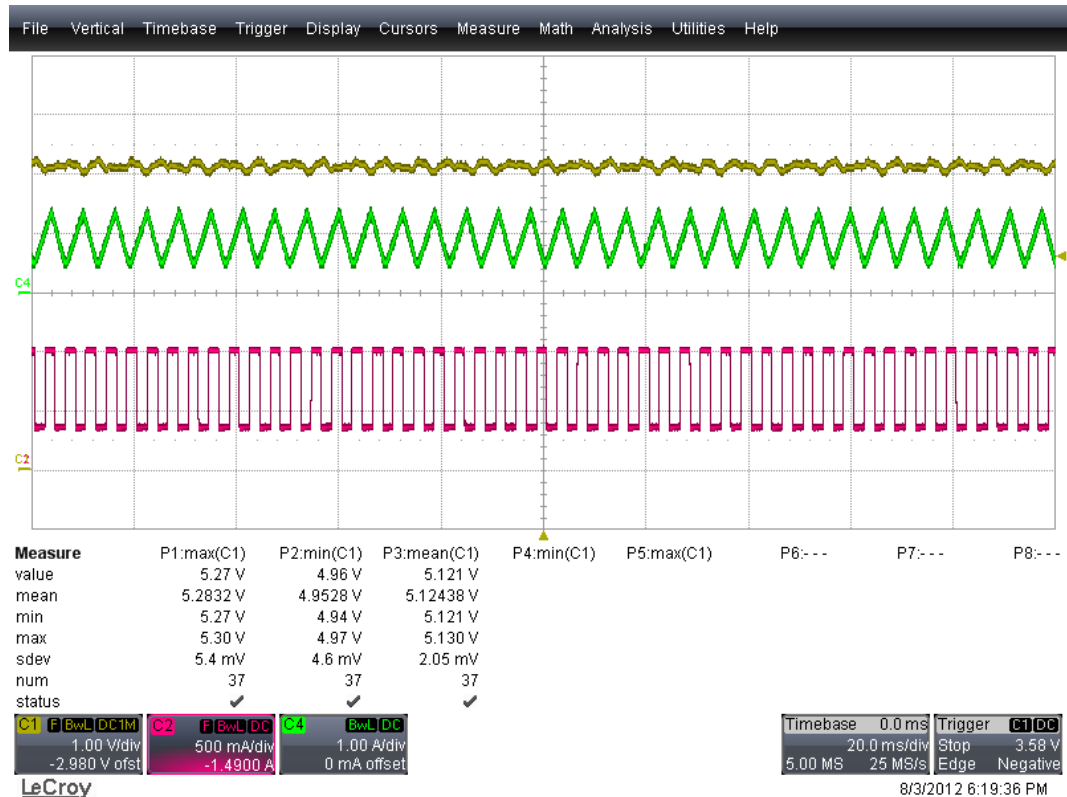 File Vertical Timebase Trigger Display Cursors Measure Math Analysis Utilities Help
C4
C2
Measure P1:max(C1) P2:min(C1) P3:mean(C1) P4:min(C1) P5:max(C1) P6:- - - P7:- - - P8:- - -
value 5.27 V 4.96 V 5.121 V
mean 5.2832 V 4.9528 V 5.12438 V
min 5.27 V 4.94 V 5.121 V
max 5.30 V 4.97 V 5.130 V
sdev 5.4 mV 4.6 mV 2.05 mV
num 37 37 37
status ✓ ✓ ✓
C1 F BwL DC1M C2 F BwL DC C4 BwL DC Timebase 0.0 ms Trigger C1 DC
1.00 V/div 500 mA/div 1.00 A/div 20.0 ms/div Stop 3.58 V
-2.980 V ofst -1.4900 A 0 mA offset 5.00 MS 25 MS/s Edge Negative
LeCroy 8/3/2012 6:19:36 PM